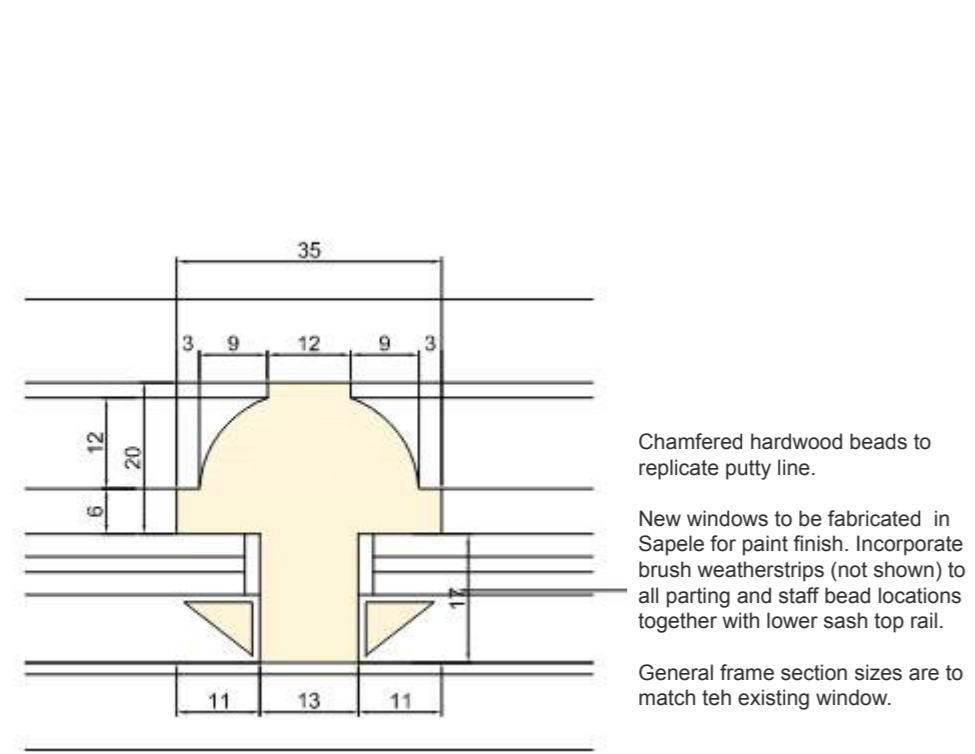 35
3 9 12 9 3
12
20
6
17
11 13 11
Chamfered hardwood beads to
replicate putty line.
New windows to be fabricated in
Sapele for paint finish. Incorporate
brush weatherstrips (not shown) to
all parting and staff bead locations
together with lower sash top rail.
General frame section sizes are to
match teh existing window.